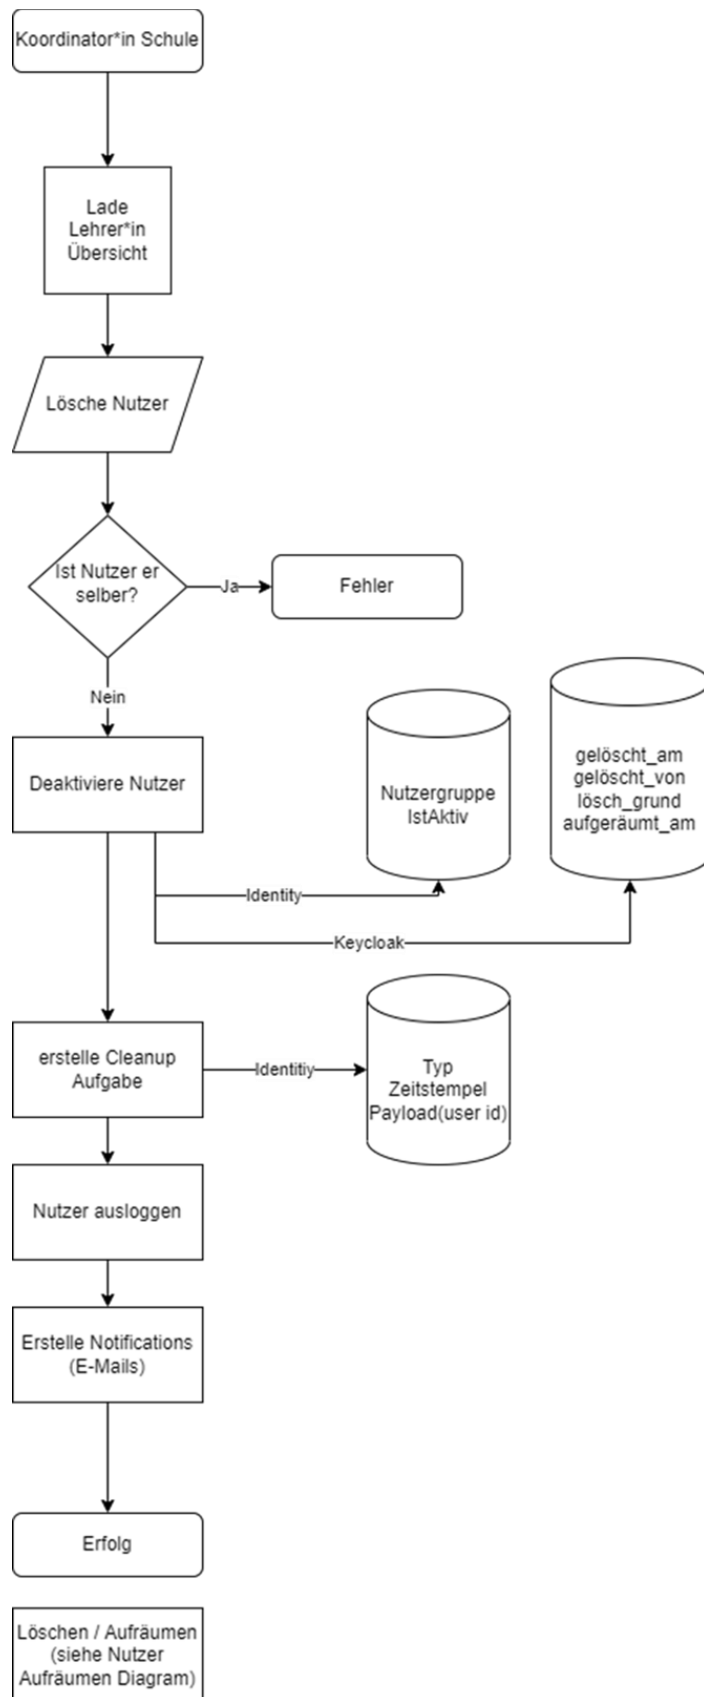 Koordinator*in Schule
Lade
Lehrer*in
Übersicht
Lösche Nutzer
Ist Nutzer er
selber?
Ja
Fehler
Nein
Deaktiviere Nutzer
Nutzergruppe
IstAktiv
gelöscht_am
gelöscht_von
lösch_grund
aufgeräumt_am
Identity
Keycloak
erstelle Cleanup
Aufgabe
Identitiy
Typ
Zeitstempel
Payload(user id)
Nutzer ausloggen
Erstelle Notifications
(E-Mails)
Erfolg
Löschen / Aufräumen
(siehe Nutzer
Aufräumen Diagram)